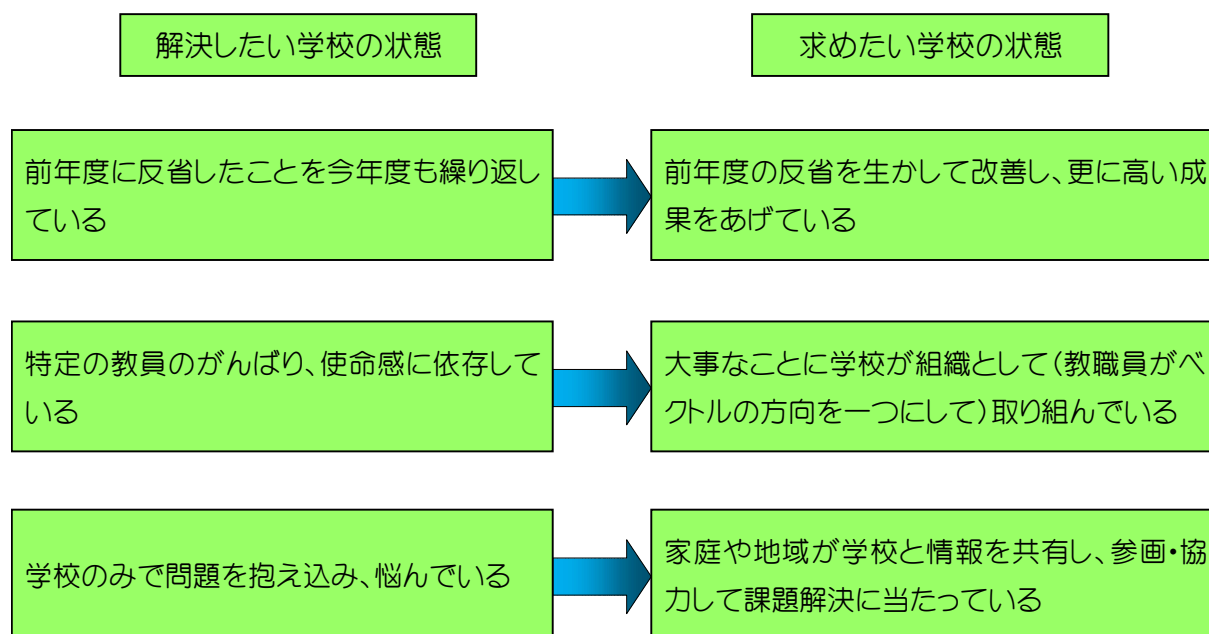 解決したい学校の状態
求めたい学校の状態
前年度に反省したことを今年度も繰り返し
ている
前年度の反省を生かして改善し、更に高い成
果をあげている
特定の教員のがんばり、使命感に依存して
いる
大事なことに学校が組織として(教職員がベ
クトルの方向を一つにして)取り組んでいる
学校のみで問題を抱え込み、悩んでいる
家庭や地域が学校と情報を共有し、参画・協
力して課題解決に当たっている